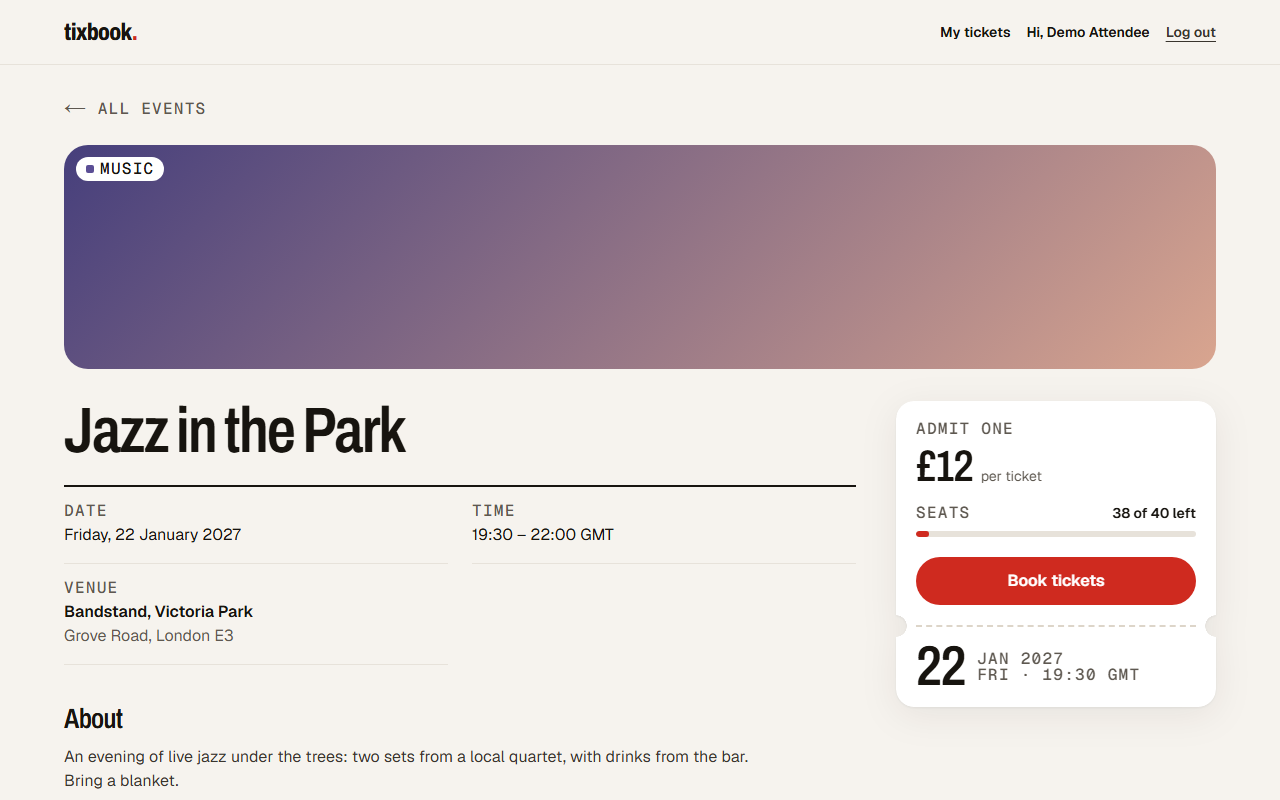 tixbook.
My tickets Hi, Demo Attendee Log out
← ALL EVENTS
MUSIC
Jazz in the Park
DATE
Friday, 22 January 2027
TIME
19:30 – 22:00 GMT
VENUE
Bandstand, Victoria Park
Grove Road, London E3
About
An evening of live jazz under the trees: two sets from a local quartet, with drinks from the bar.
Bring a blanket.
ADMIT ONE
£12 per ticket
SEATS 38 of 40 left
Book tickets
22
JAN 2027
FRI · 19:30 GMT